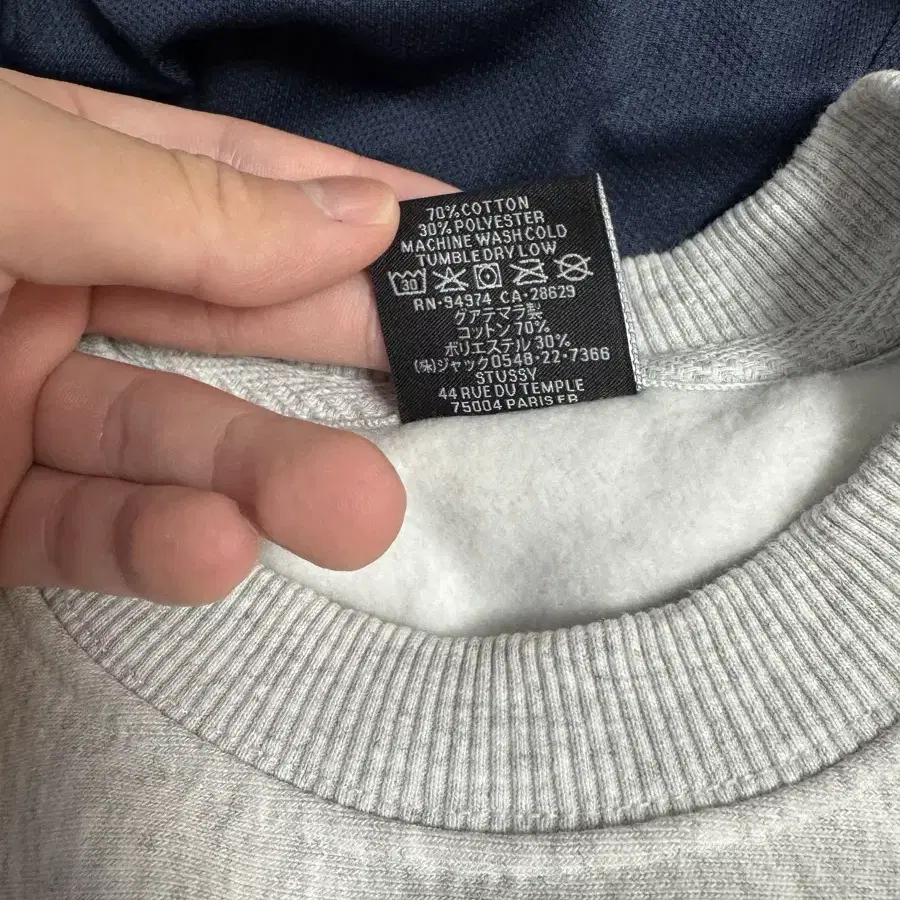 70% COTTON
30% POLYESTER
MACHINE WASH COLD
TUMBLE DRY LOW
30
RN-94974 CA-28629
グアテマラ製
コットン 70%
ポリエステル 30%
(株)ジャック0548-22-7366
STUSSY
44 RUE DU TEMPLE
75004 PARIS FR